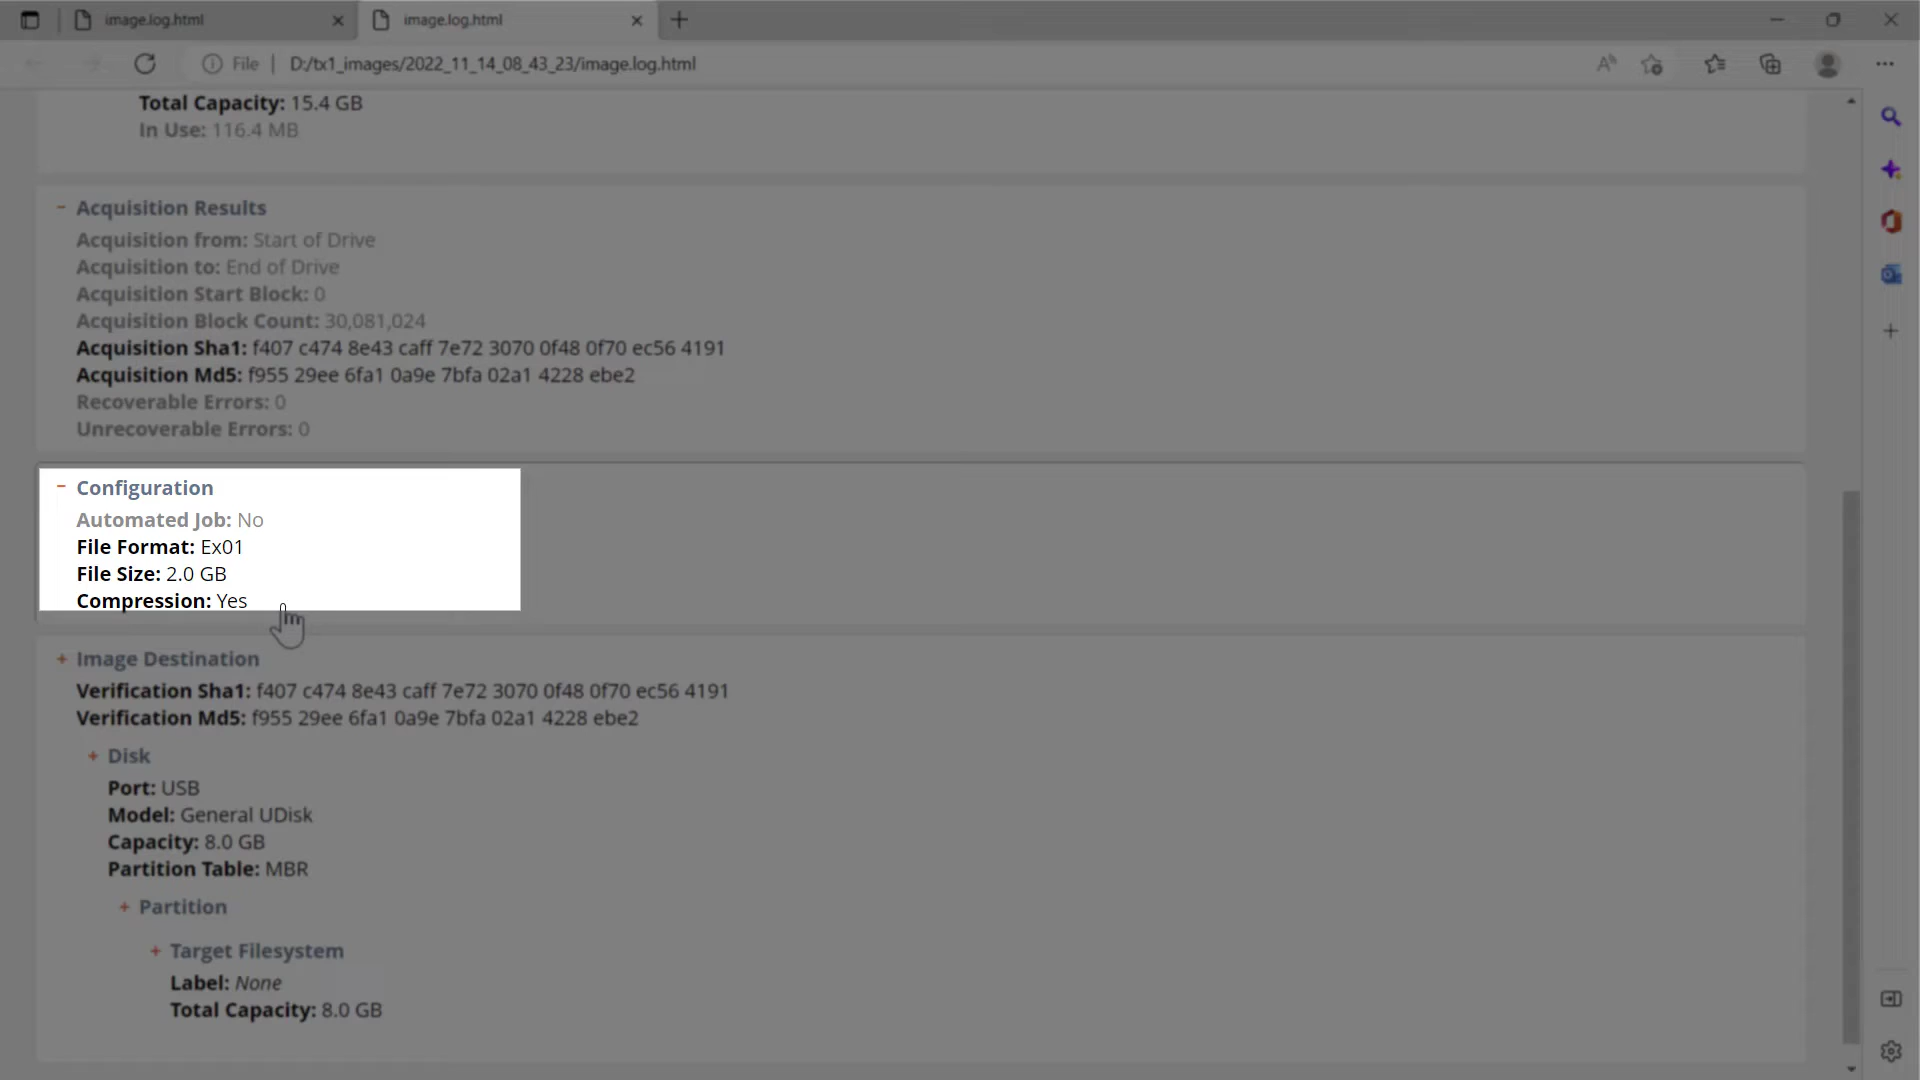 image.log.html
image.log.html
File
D:/tx1_images/2022_11_14_08_43_23/image.log.html
Total Capacity: 15.4 GB
In Use: 116.4 MB
− Acquisition Results
Acquisition from: Start of Drive
Acquisition to: End of Drive
Acquisition Start Block: 0
Acquisition Block Count: 30,081,024
Acquisition Sha1: f407 c474 8e43 caff 7e72 3070 0f48 0f70 ec56 4191
Acquisition Md5: f955 29ee 6fa1 0a9e 7bfa 02a1 4228 ebe2
Recoverable Errors: 0
Unrecoverable Errors: 0
− Configuration
Automated Job: No
File Format: Ex01
File Size: 2.0 GB
Compression: Yes
+ Image Destination
Verification Sha1: f407 c474 8e43 caff 7e72 3070 0f48 0f70 ec56 4191
Verification Md5: f955 29ee 6fa1 0a9e 7bfa 02a1 4228 ebe2
+ Disk
Port: USB
Model: General UDisk
Capacity: 8.0 GB
Partition Table: MBR
+ Partition
+ Target Filesystem
Label: None
Total Capacity: 8.0 GB